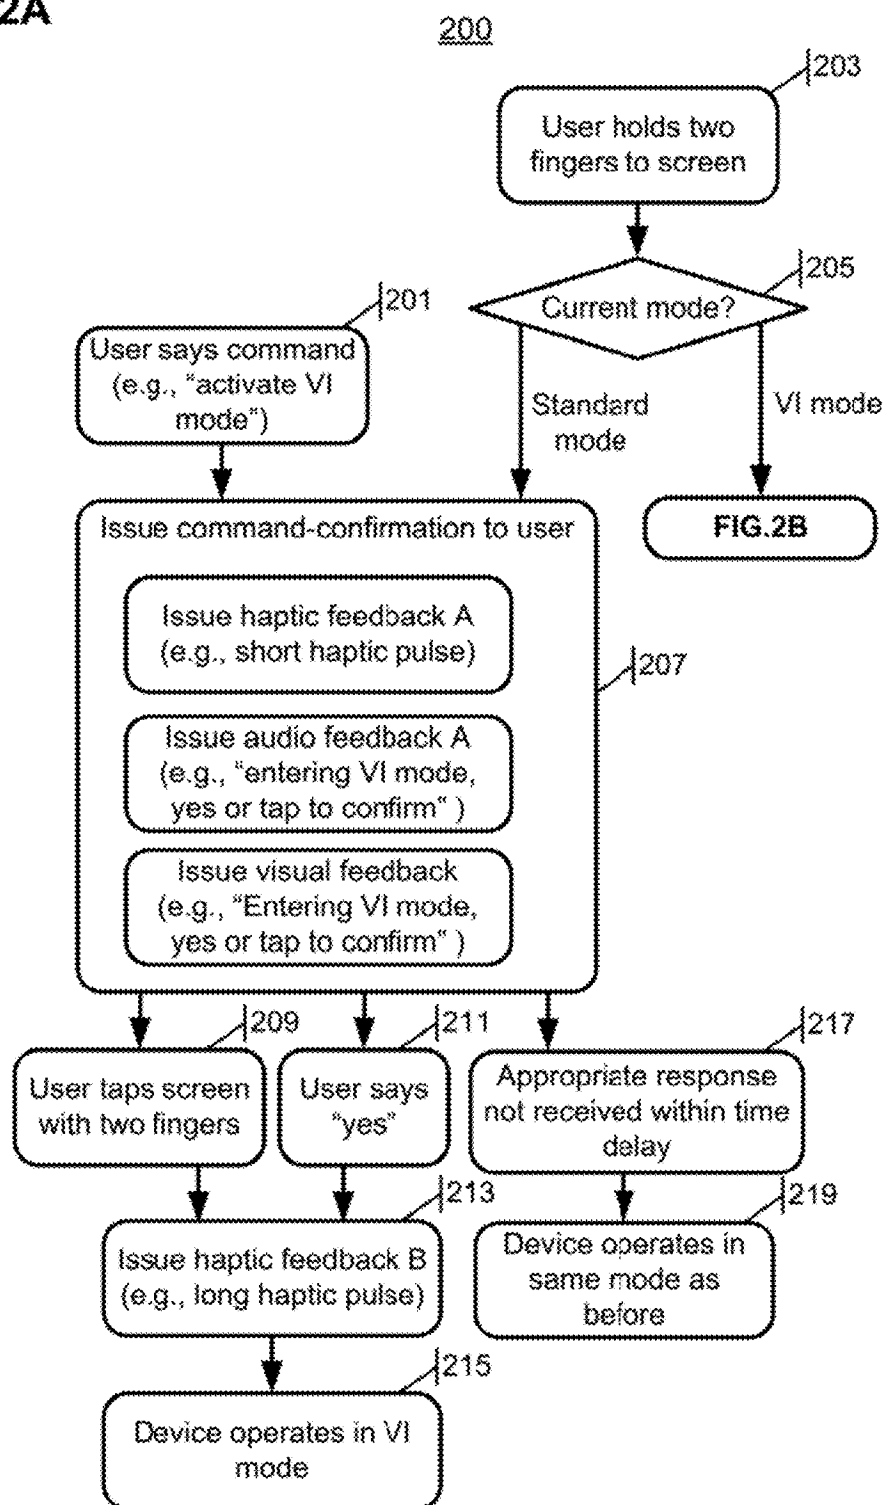 2A
200
203
User holds two
fingers to screen
205
Current mode?
201
User says command
(e.g., “activate VI
mode”)
Standard
mode
VI mode
Issue command-confirmation to user
FIG.2B
Issue haptic feedback A
(e.g., short haptic pulse)
207
Issue audio feedback A
(e.g., “entering VI mode,
yes or tap to confirm“ )
Issue visual feedback
(e.g., “Entering VI mode,
yes or tap to confirm“ )
209
211
217
User taps screen
with two fingers
User says
“yes”
Appropriate response
not received within time
delay
213
219
Issue haptic feedback B
(e.g., long haptic pulse)
Device operates in
same mode as
before
215
Device operates in VI
mode